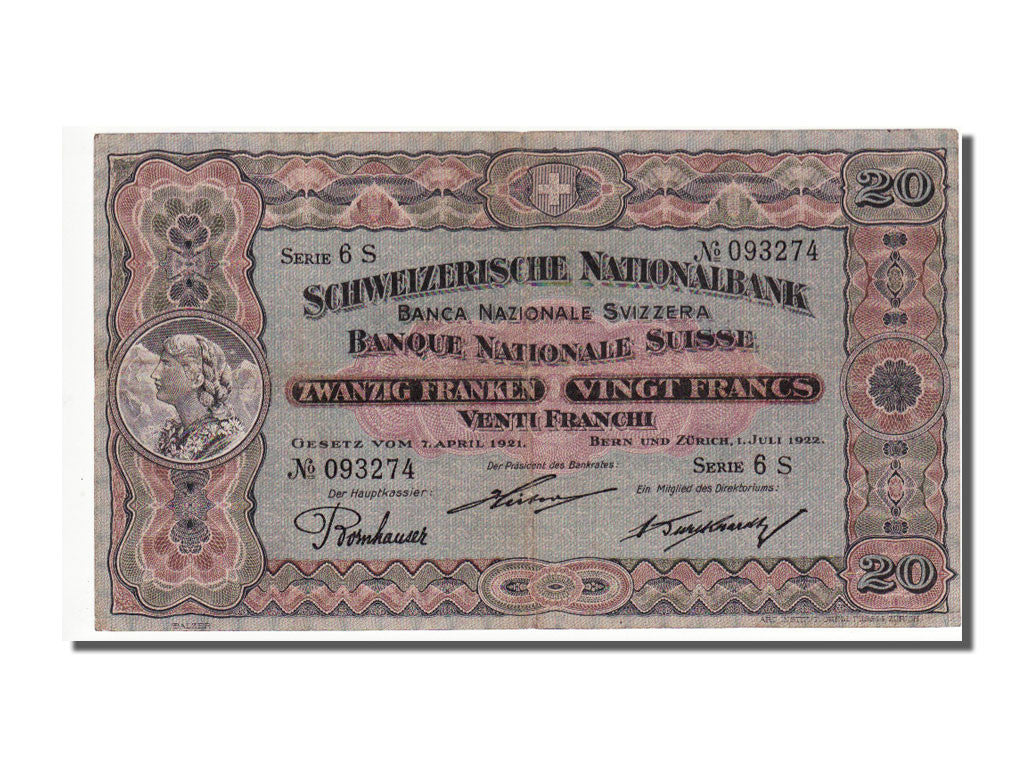 20
SERIE 6 S
№ 093274
SCHWEIZERISCHE NATIONALBANK
BANCA NAZIONALE SVIZZERA
BANQUE NATIONALE SUISSE
ZWANZIG FRANKEN VINGT FRANCS
VENTI FRANCHI
GESETZ VOM 7. APRIL 1921. BERN UND ZÜRICH, 1. JULI 1922.
№ 093274
Der Präsident des Bankrates:
SERIE 6 S
Der Hauptkassier:
Ein Mitglied des Direktoriums:
Bornhauser
Burckhardt
20
BALZER